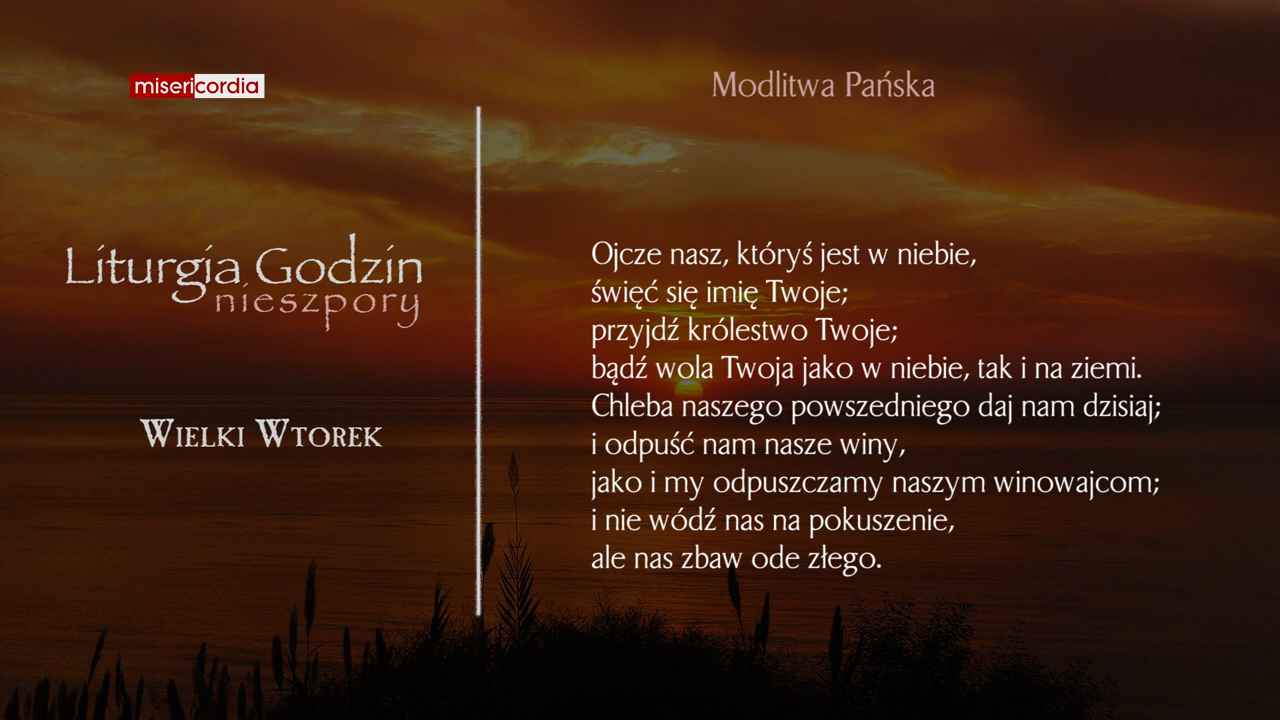 misericordia
Liturgia Godzin
nieszpory
Wielki Wtorek
Modlitwa Pańska
Ojcze nasz, któryś jest w niebie,
święć się imię Twoje;
przyjdź królestwo Twoje;
bądź wola Twoja jako w niebie, tak i na ziemi.
Chleba naszego powszedniego daj nam dzisiaj;
i odpuść nam nasze winy,
jako i my odpuszczamy naszym winowajcom;
i nie wódź nas na pokuszenie,
ale nas zbaw ode złego.